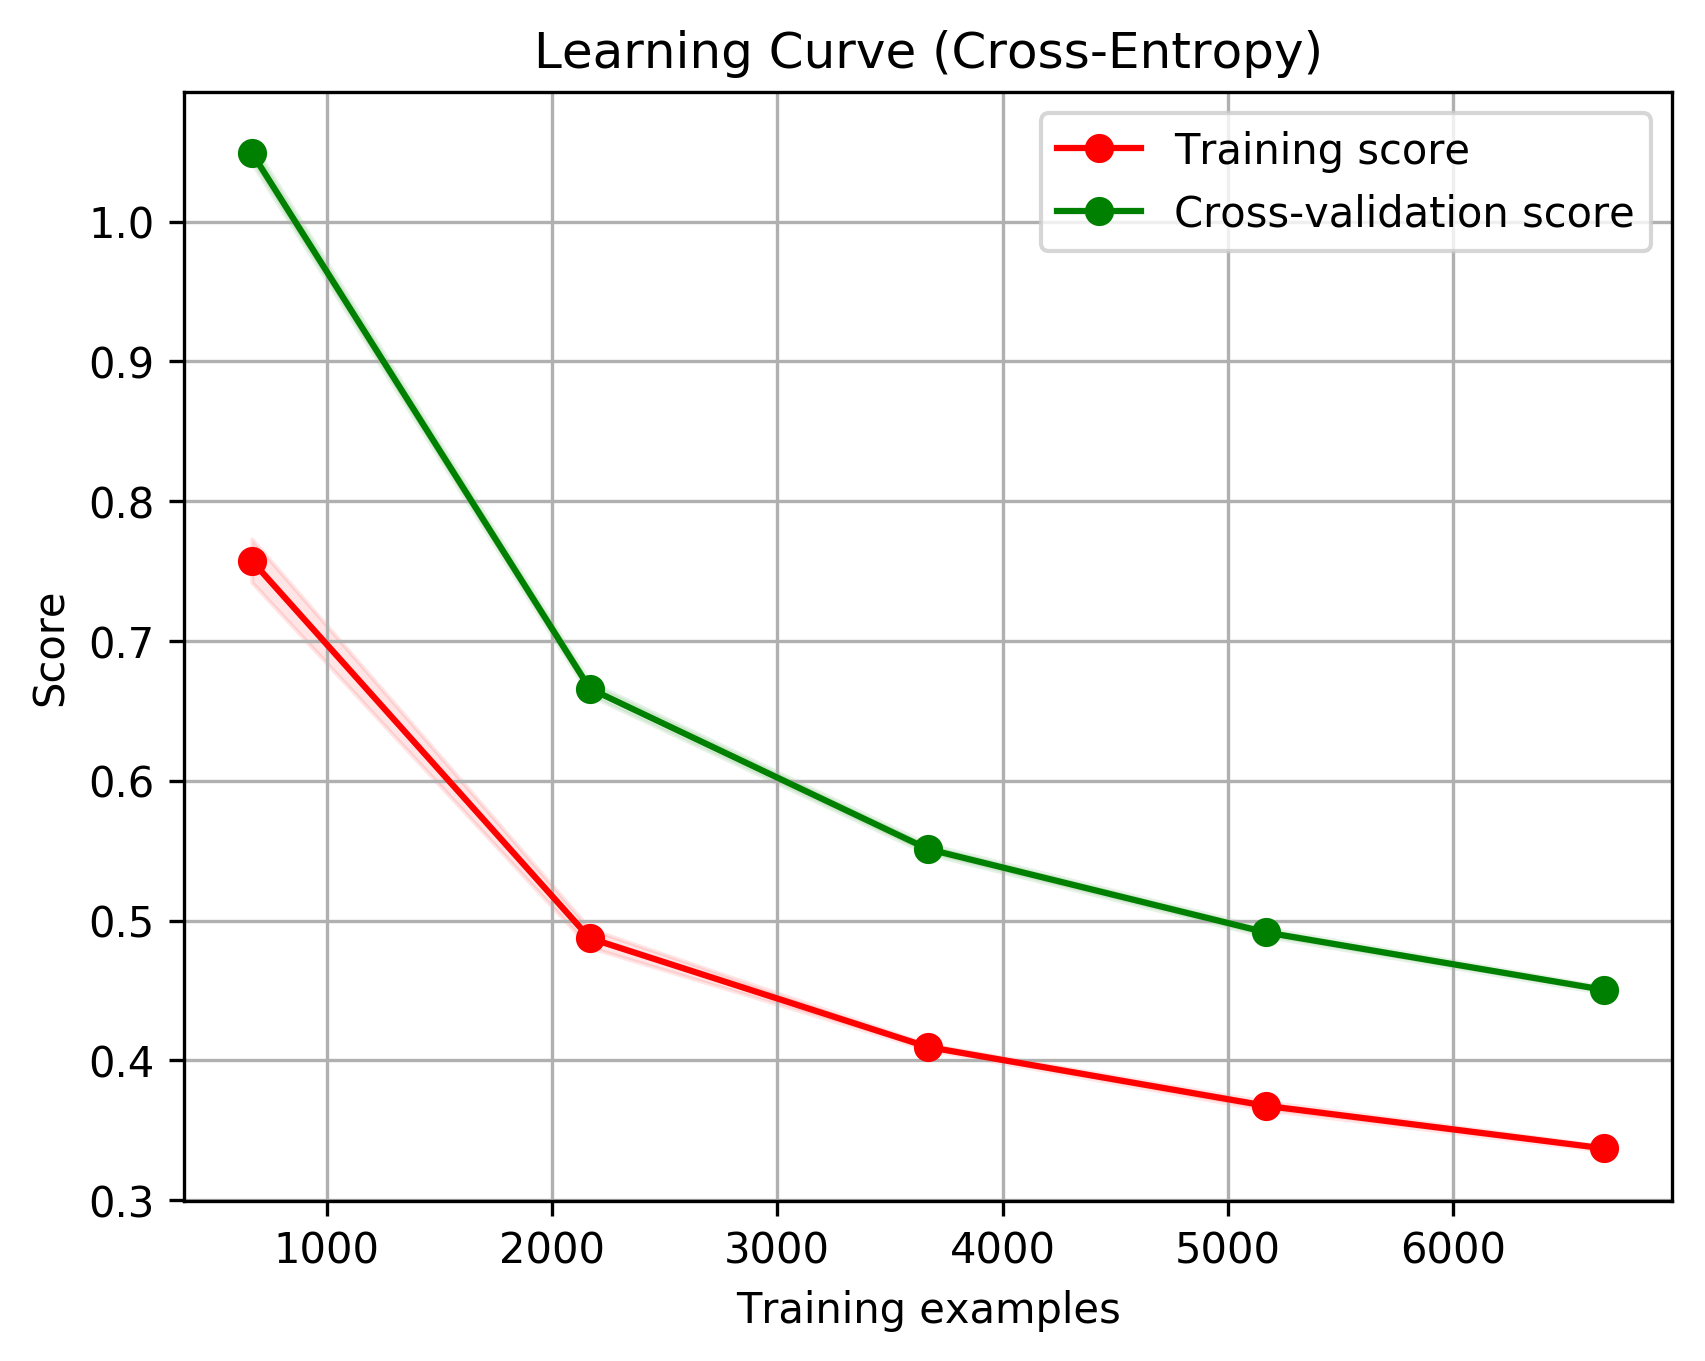 Learning Curve (Cross-Entropy)
Training score
Cross-validation score
1.0
0.9
0.8
0.7
0.6
0.5
0.4
0.3
Score
1000 2000 3000 4000 5000 6000
Training examples